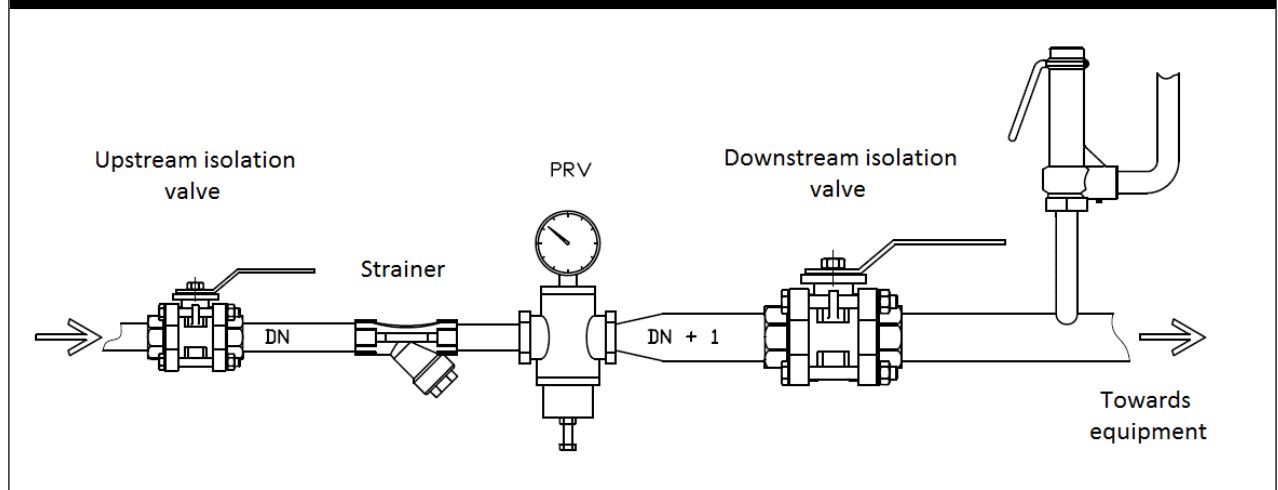 Upstream isolation
valve
DN
Strainer
PRV
DN + 1
Downstream isolation
valve
Towards
equipment